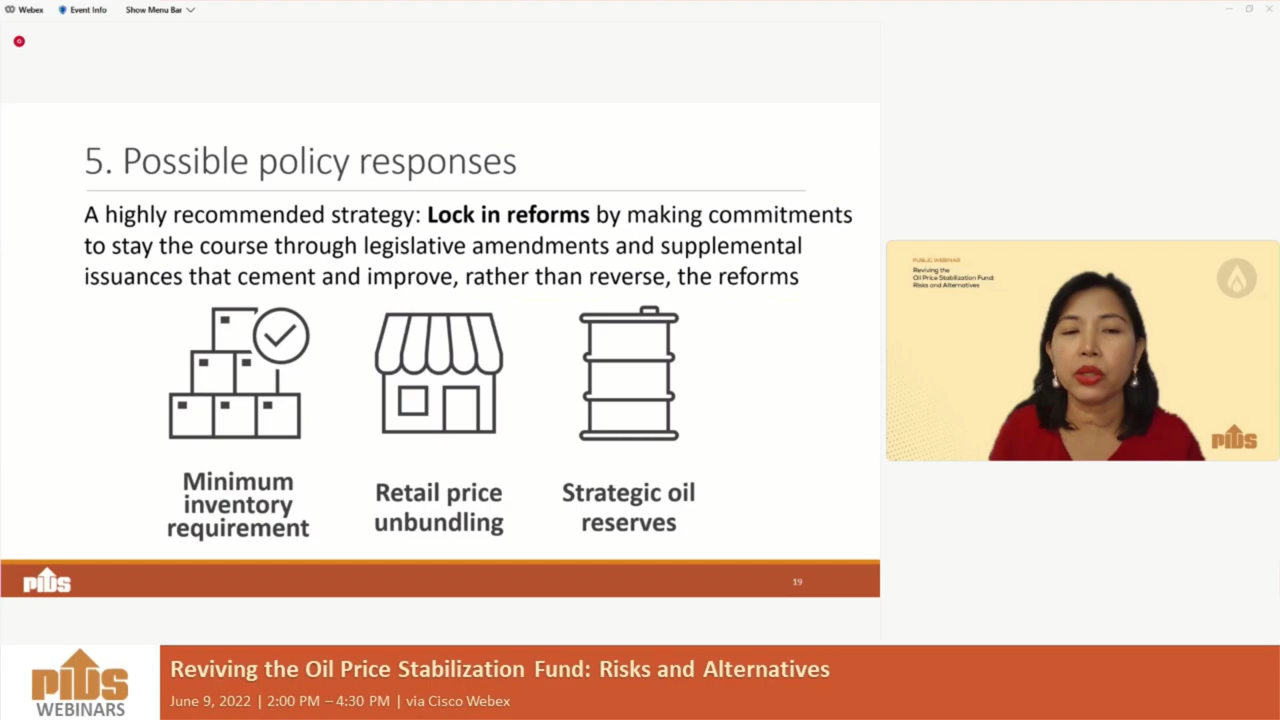 Webex
Event Info
Show Menu Bar
5. Possible policy responses
A highly recommended strategy: Lock in reforms by making commitments
to stay the course through legislative amendments and supplemental
issuances that cement and improve, rather than reverse, the reforms
Minimum
inventory
requirement
Retail price
unbundling
Strategic oil
reserves
PIDS
19
PUBLIC WEBINAR
Reviving the
Oil Price Stabilization Fund:
Risks and Alternatives
PIDS
PIDS
WEBINARS
Reviving the Oil Price Stabilization Fund: Risks and Alternatives
June 9, 2022 | 2:00 PM – 4:30 PM | via Cisco Webex